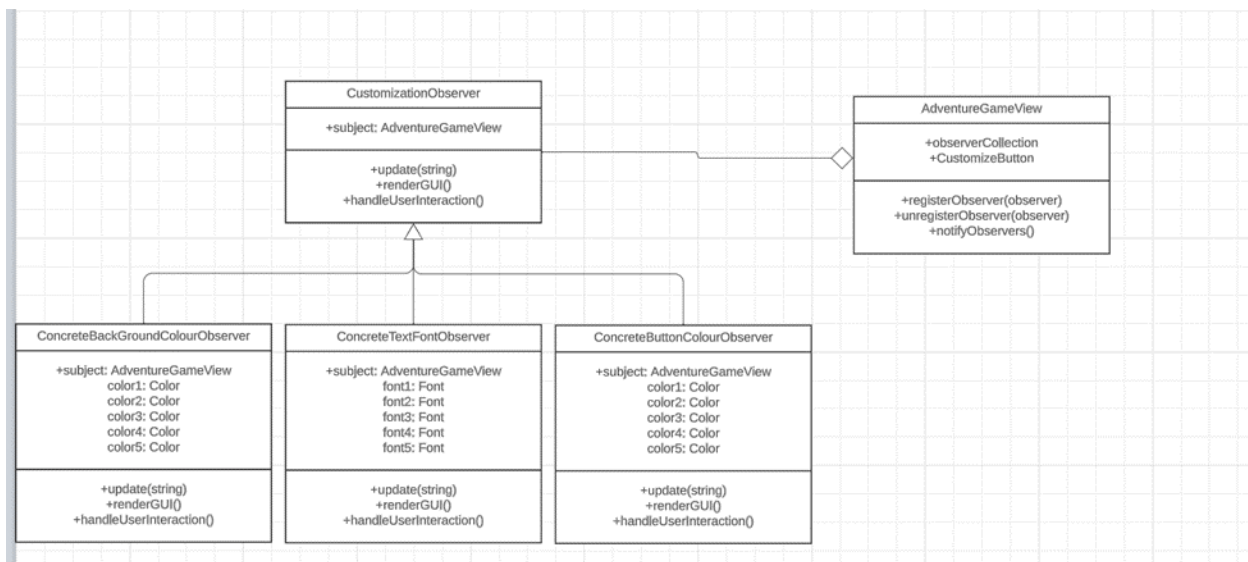 CustomizationObserver
+subject: AdventureGameView
+update(string)
+renderGUI()
+handleUserInteraction()
AdventureGameView
+observerCollection
+CustomizeButton
+registerObserver(observer)
+unregisterObserver(observer)
+notifyObservers()
ConcreteBackGroundColourObserver
+subject: AdventureGameView
color1: Color
color2: Color
color3: Color
color4: Color
color5: Color
+update(string)
+renderGUI()
+handleUserInteraction()
ConcreteTextFontObserver
+subject: AdventureGameView
font1: Font
font2: Font
font3: Font
font4: Font
font5: Font
+update(string)
+renderGUI()
+handleUserInteraction()
ConcreteButtonColourObserver
+subject: AdventureGameView
color1: Color
color2: Color
color3: Color
color4: Color
color5: Color
+update(string)
+renderGUI()
+handleUserInteraction()